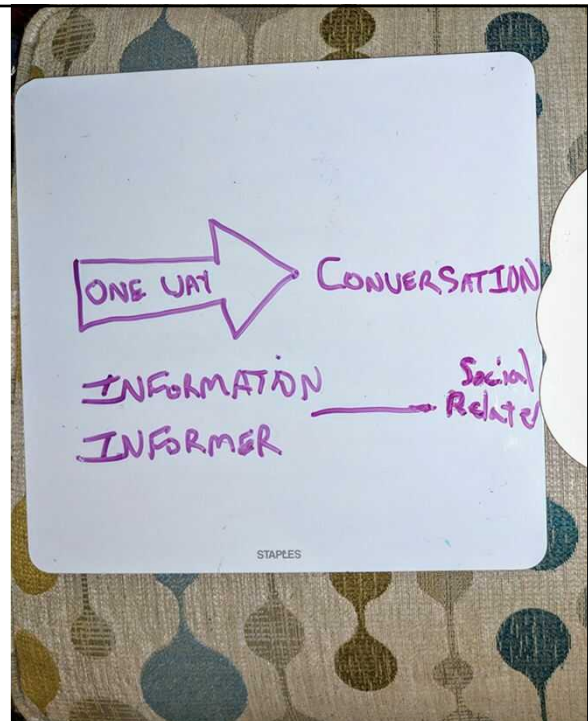 ONE WAY
CONVERSATION
INFORMATION
INFORMER
Social
Relate
STAPLES